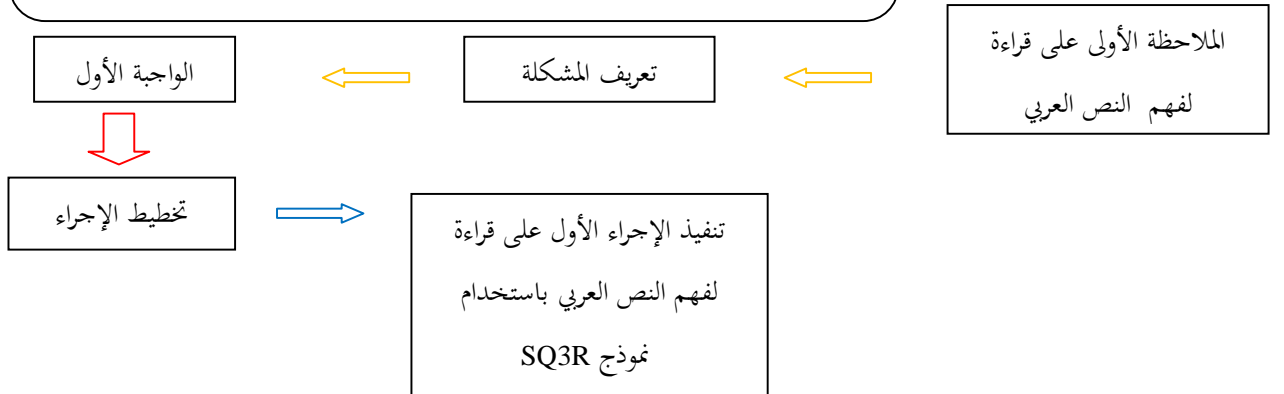 الملاحظة الأولى على قراءة
لفهم النص العربي
تعريف المشكلة
الواجبة الأول
تخطيط الإجراء
تنفيذ الإجراء الأول على قراءة
لفهم النص العربي باستخدام
نموذج SQ3R